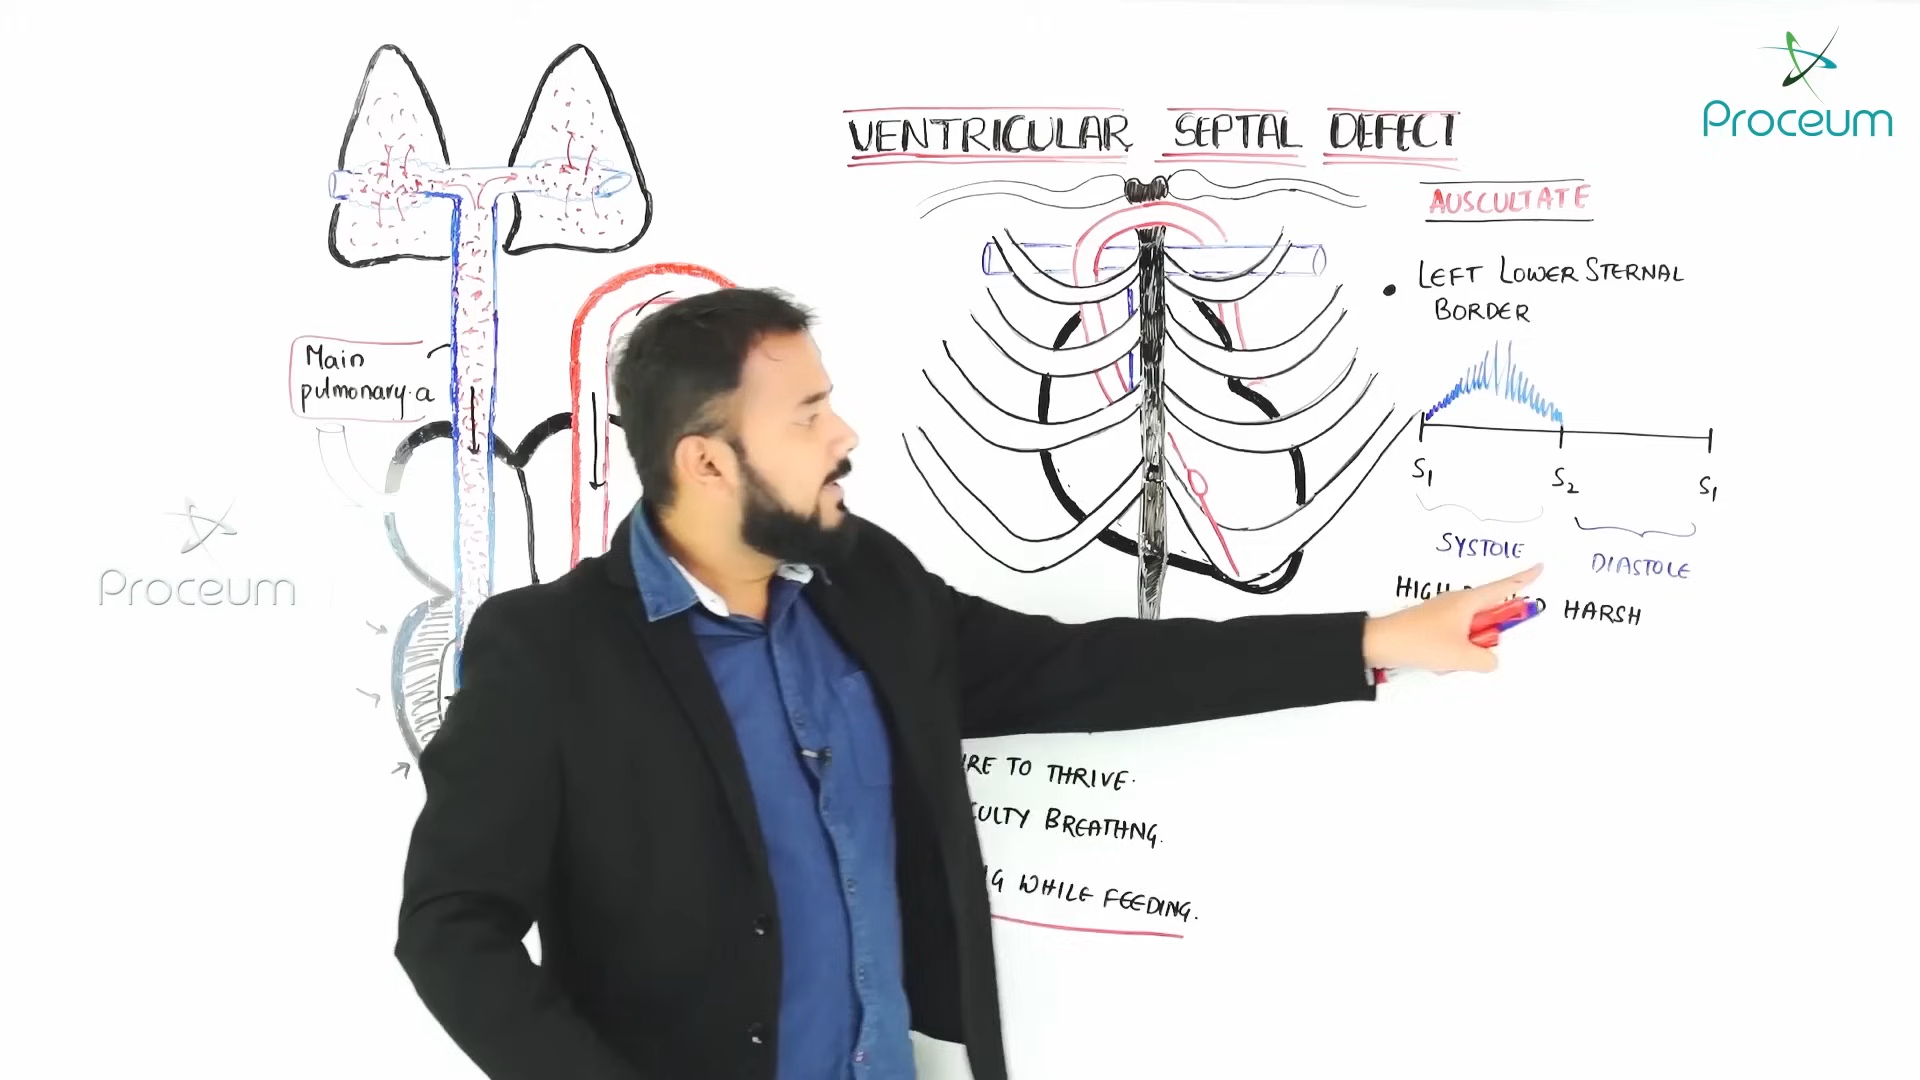 Proceum
VENTRICULAR SEPTAL DEFECT
AUSCULTATE
LEFT LOWER STERNAL
BORDER
Main
pulmonary.a
S1 S2 S1
SYSTOLE
DIASTOLE
HARSH
Proceum
TO THRIVE.
BREATHNG.
WHILE FEEDING.